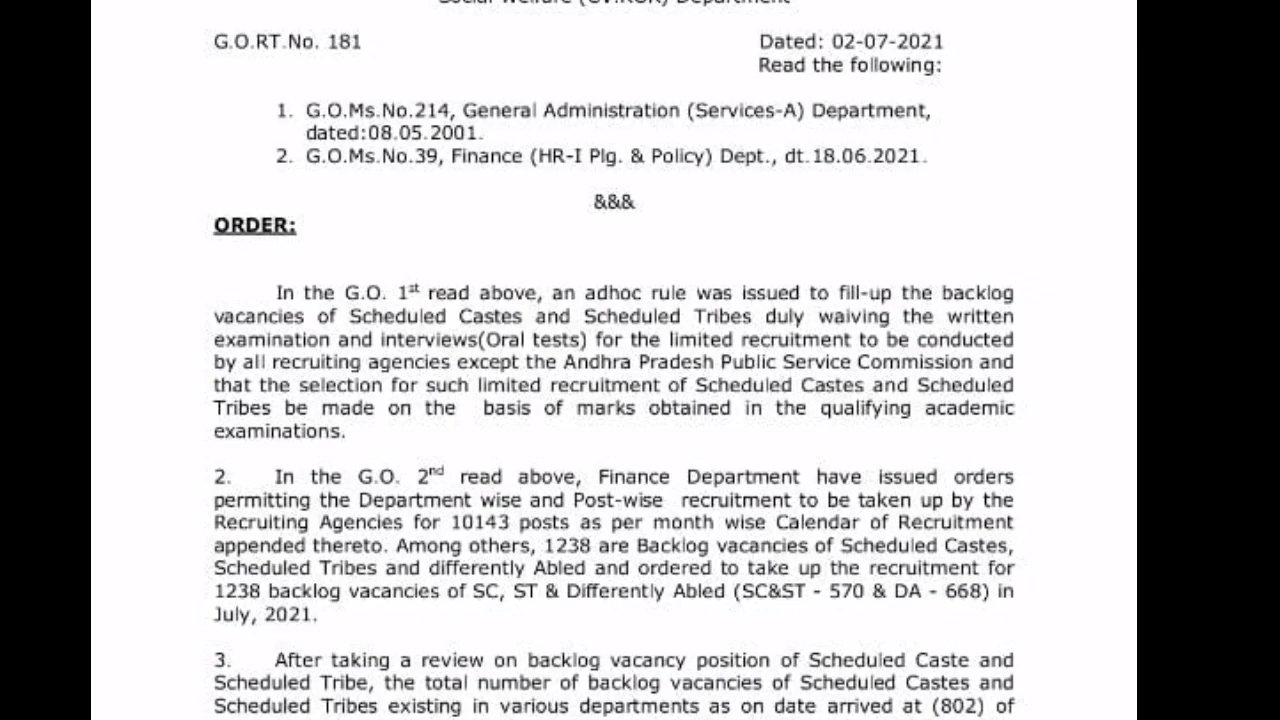 Social Welfare (CV.ROR) Department
G.O.RT.No. 181 Dated: 02-07-2021
Read the following:
1. G.O.Ms.No.214, General Administration (Services-A) Department,
dated:08.05.2001.
2. G.O.Ms.No.39, Finance (HR-I Plg. & Policy) Dept., dt.18.06.2021.
&&&
ORDER:
In the G.O. 1st read above, an adhoc rule was issued to fill-up the backlog
vacancies of Scheduled Castes and Scheduled Tribes duly waiving the written
examination and interviews(Oral tests) for the limited recruitment to be conducted
by all recruiting agencies except the Andhra Pradesh Public Service Commission and
that the selection for such limited recruitment of Scheduled Castes and Scheduled
Tribes be made on the basis of marks obtained in the qualifying academic
examinations.
2. In the G.O. 2nd read above, Finance Department have issued orders
permitting the Department wise and Post-wise recruitment to be taken up by the
Recruiting Agencies for 10143 posts as per month wise Calendar of Recruitment
appended thereto. Among others, 1238 are Backlog vacancies of Scheduled Castes,
Scheduled Tribes and differently Abled and ordered to take up the recruitment for
1238 backlog vacancies of SC, ST & Differently Abled (SC&ST - 570 & DA - 668) in
July, 2021.
3. After taking a review on backlog vacancy position of Scheduled Caste and
Scheduled Tribe, the total number of backlog vacancies of Scheduled Castes and
Scheduled Tribes existing in various departments as on date arrived at (802) of